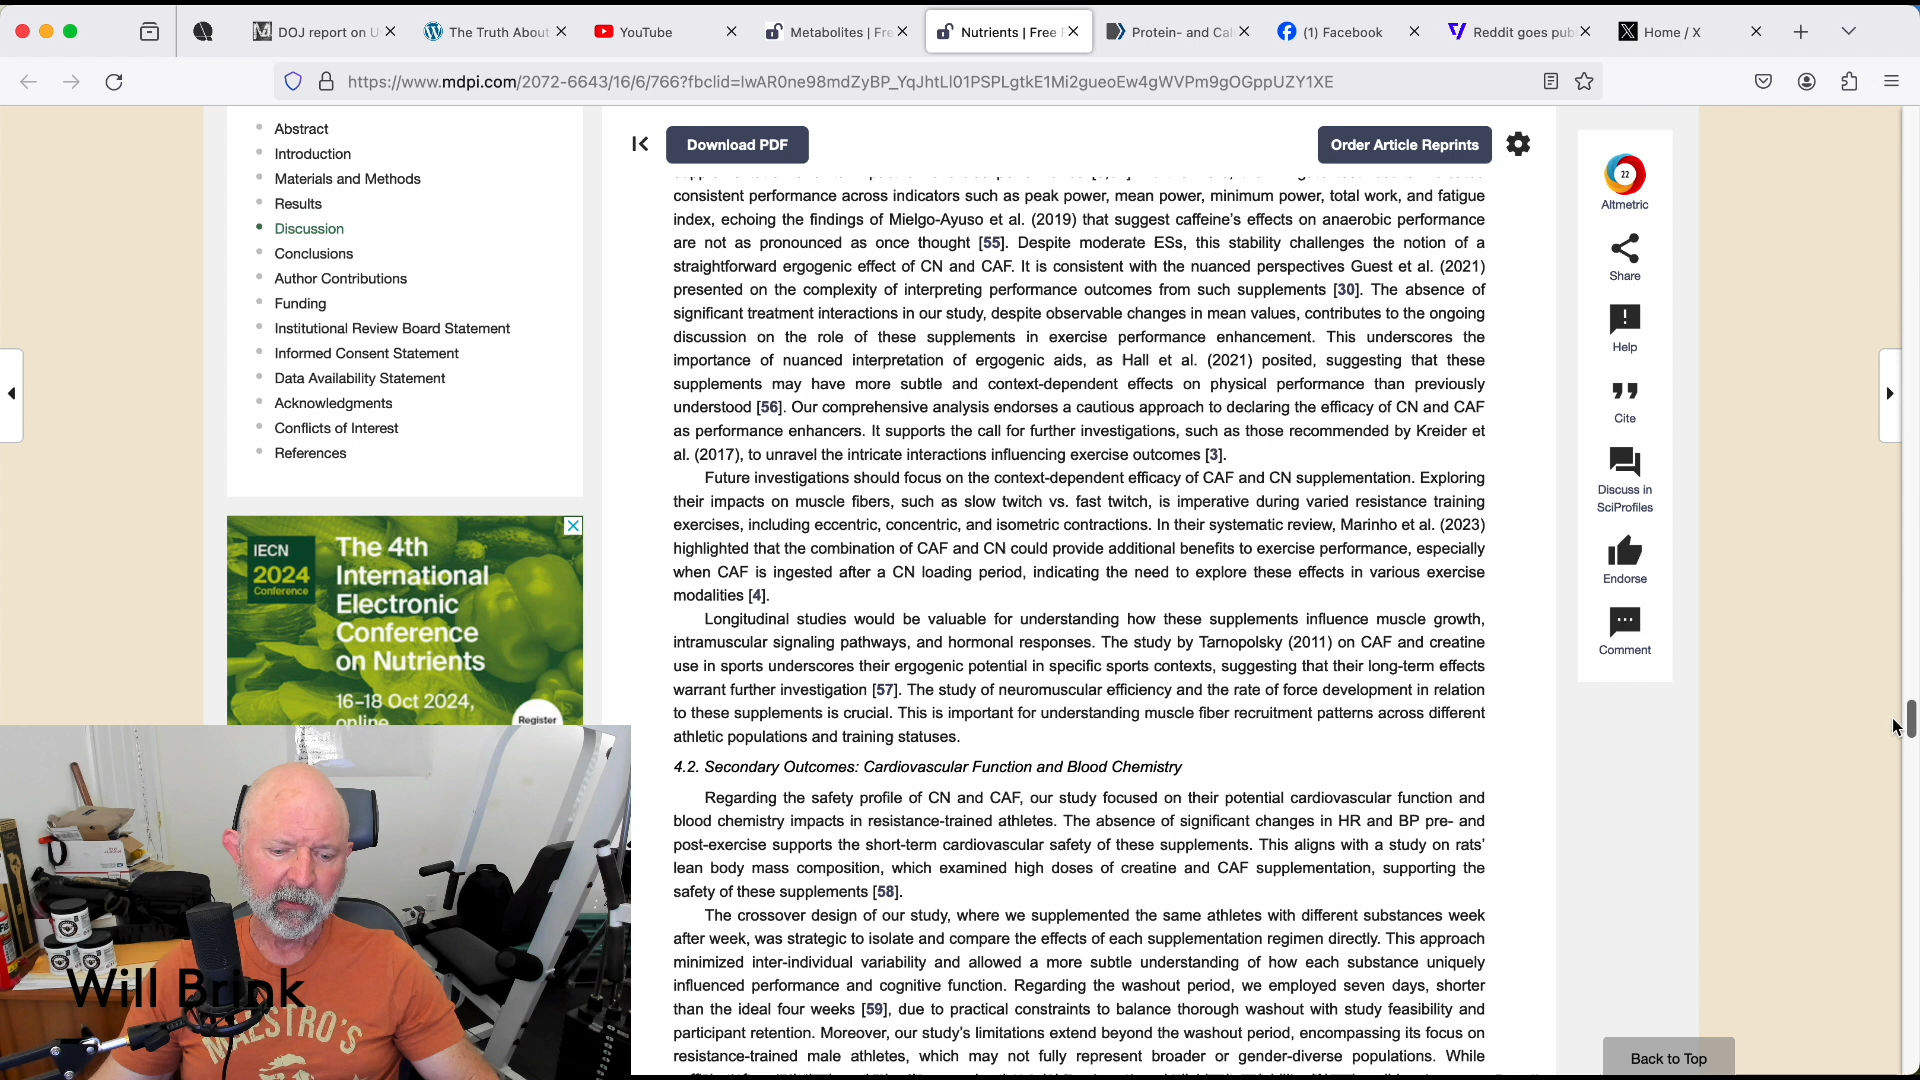 DOJ report on U
The Truth About
YouTube
Metabolites | Fre
Nutrients | Free F
Protein- and Cal
(1) Facebook
Reddit goes pub
Home / X
https://www.mdpi.com/2072-6643/16/6/766?fbclid=IwAR0ne98mdZyBP_YqJhtLl01PSPLgtkE1Mi2gueoEw4gWVPm9gOGppUZY1XE
Abstract
Introduction
Materials and Methods
Results
Discussion
Conclusions
Author Contributions
Funding
Institutional Review Board Statement
Informed Consent Statement
Data Availability Statement
Acknowledgments
Conflicts of Interest
References
IECN
2024
Conference
The 4th
International
Electronic
Conference
on Nutrients
16–18 Oct 2024,
online
Register
Download PDF
Order Article Reprints
consistent performance across indicators such as peak power, mean power, minimum power, total work, and fatigue
index, echoing the findings of Mielgo-Ayuso et al. (2019) that suggest caffeine's effects on anaerobic performance
are not as pronounced as once thought [55]. Despite moderate ESs, this stability challenges the notion of a
straightforward ergogenic effect of CN and CAF. It is consistent with the nuanced perspectives Guest et al. (2021)
presented on the complexity of interpreting performance outcomes from such supplements [30]. The absence of
significant treatment interactions in our study, despite observable changes in mean values, contributes to the ongoing
discussion on the role of these supplements in exercise performance enhancement. This underscores the
importance of nuanced interpretation of ergogenic aids, as Hall et al. (2021) posited, suggesting that these
supplements may have more subtle and context-dependent effects on physical performance than previously
understood [56]. Our comprehensive analysis endorses a cautious approach to declaring the efficacy of CN and CAF
as performance enhancers. It supports the call for further investigations, such as those recommended by Kreider et
al. (2017), to unravel the intricate interactions influencing exercise outcomes [3].
Future investigations should focus on the context-dependent efficacy of CAF and CN supplementation. Exploring
their impacts on muscle fibers, such as slow twitch vs. fast twitch, is imperative during varied resistance training
exercises, including eccentric, concentric, and isometric contractions. In their systematic review, Marinho et al. (2023)
highlighted that the combination of CAF and CN could provide additional benefits to exercise performance, especially
when CAF is ingested after a CN loading period, indicating the need to explore these effects in various exercise
modalities [4].
Longitudinal studies would be valuable for understanding how these supplements influence muscle growth,
intramuscular signaling pathways, and hormonal responses. The study by Tarnopolsky (2011) on CAF and creatine
use in sports underscores their ergogenic potential in specific sports contexts, suggesting that their long-term effects
warrant further investigation [57]. The study of neuromuscular efficiency and the rate of force development in relation
to these supplements is crucial. This is important for understanding muscle fiber recruitment patterns across different
athletic populations and training statuses.
4.2. Secondary Outcomes: Cardiovascular Function and Blood Chemistry
Regarding the safety profile of CN and CAF, our study focused on their potential cardiovascular function and
blood chemistry impacts in resistance-trained athletes. The absence of significant changes in HR and BP pre- and
post-exercise supports the short-term cardiovascular safety of these supplements. This aligns with a study on rats'
lean body mass composition, which examined high doses of creatine and CAF supplementation, supporting the
safety of these supplements [58].
The crossover design of our study, where we supplemented the same athletes with different substances week
after week, was strategic to isolate and compare the effects of each supplementation regimen directly. This approach
minimized inter-individual variability and allowed a more subtle understanding of how each substance uniquely
influenced performance and cognitive function. Regarding the washout period, we employed seven days, shorter
than the ideal four weeks [59], due to practical constraints to balance thorough washout with study feasibility and
participant retention. Moreover, our study's limitations extend beyond the washout period, encompassing its focus on
resistance-trained male athletes, which may not fully represent broader or gender-diverse populations. While
22
Altmetric
Share
Help
Cite
Discuss in
SciProfiles
Endorse
Comment
Back to Top
Will Brink
MAESTRO'S